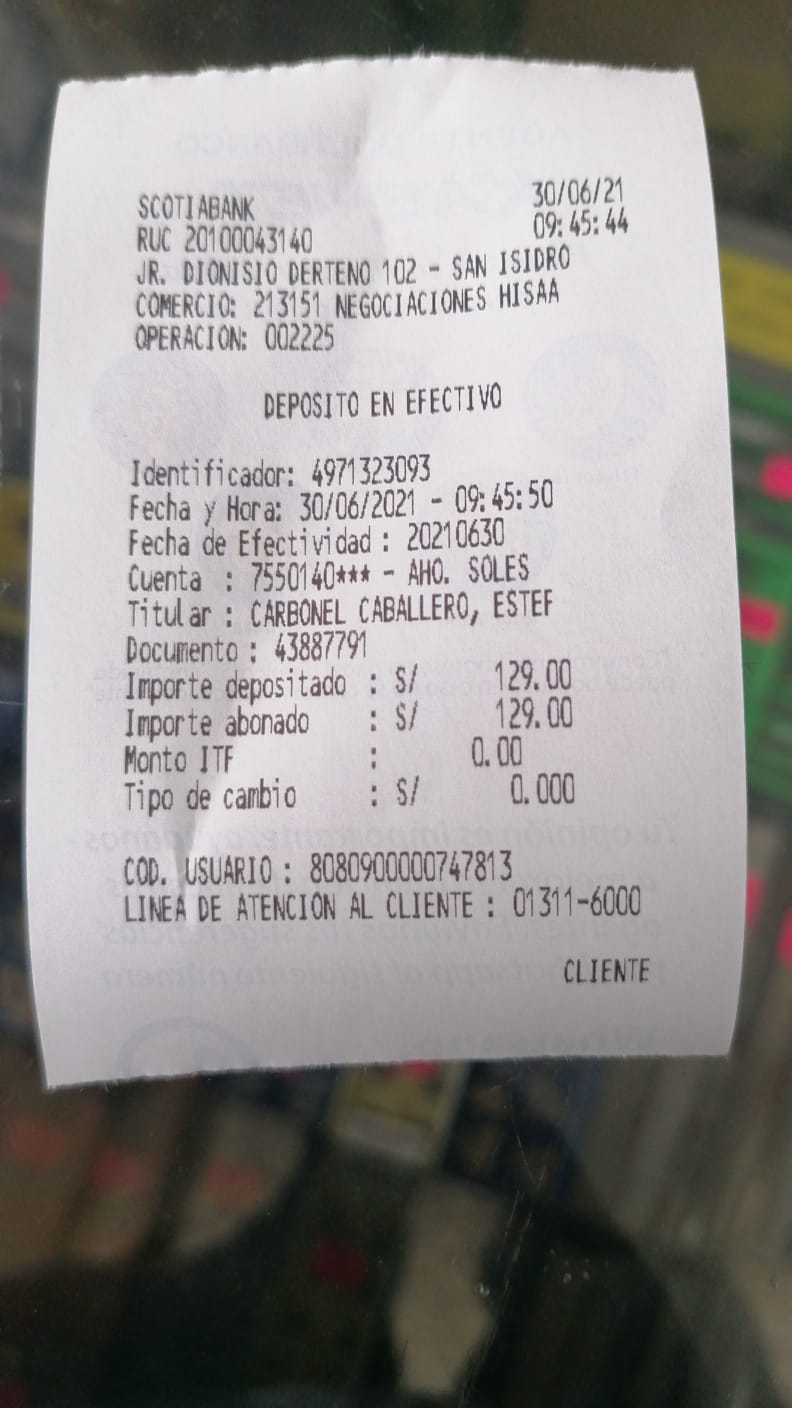 SCOTIABANK 30/06/21
RUC 20100043140 09:45:44
JR. DIONISIO DERTENO 102 - SAN ISIDRO
COMERCIO: 213151 NEGOCIACIONES HISAA
OPERACION: 002225
DEPOSITO EN EFECTIVO
Identificador: 4971323093
Fecha y Hora: 30/06/2021 - 09:45:50
Fecha de Efectividad : 20210630
Cuenta : 7550140*** - AHO. SOLES
Titular : CARBONEL CABALLERO, ESTEF
Documento : 43887791
Importe depositado : S/ 129.00
Importe abonado : S/ 129.00
Monto ITF : 0.00
Tipo de cambio : S/ 0.000
COD. USUARIO : 8080900000747813
LINEA DE ATENCION AL CLIENTE : 01311-6000
CLIENTE